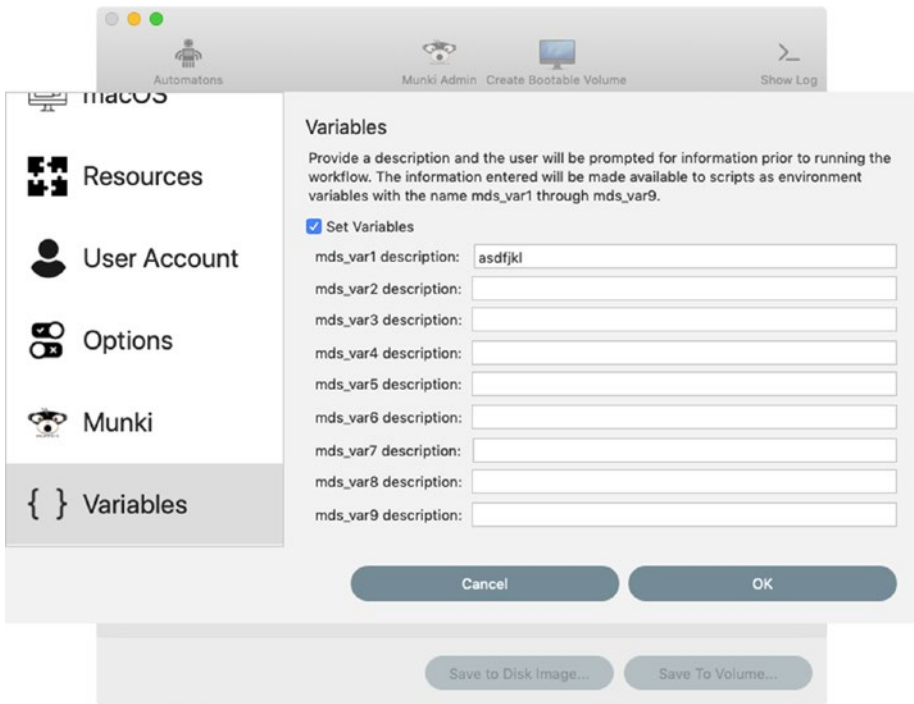 Automatons
Munki Admin Create Bootable Volume
Show Log
macOS
Resources
User Account
Options
Munki
{ } Variables
Variables
Provide a description and the user will be prompted for information prior to running the
workflow. The information entered will be made available to scripts as environment
variables with the name mds_var1 through mds_var9.
Set Variables
mds_var1 description: asdfjkl
mds_var2 description:
mds_var3 description:
mds_var4 description:
mds_var5 description:
mds_var6 description:
mds_var7 description:
mds_var8 description:
mds_var9 description:
Cancel
OK
Save to Disk Image...
Save To Volume...